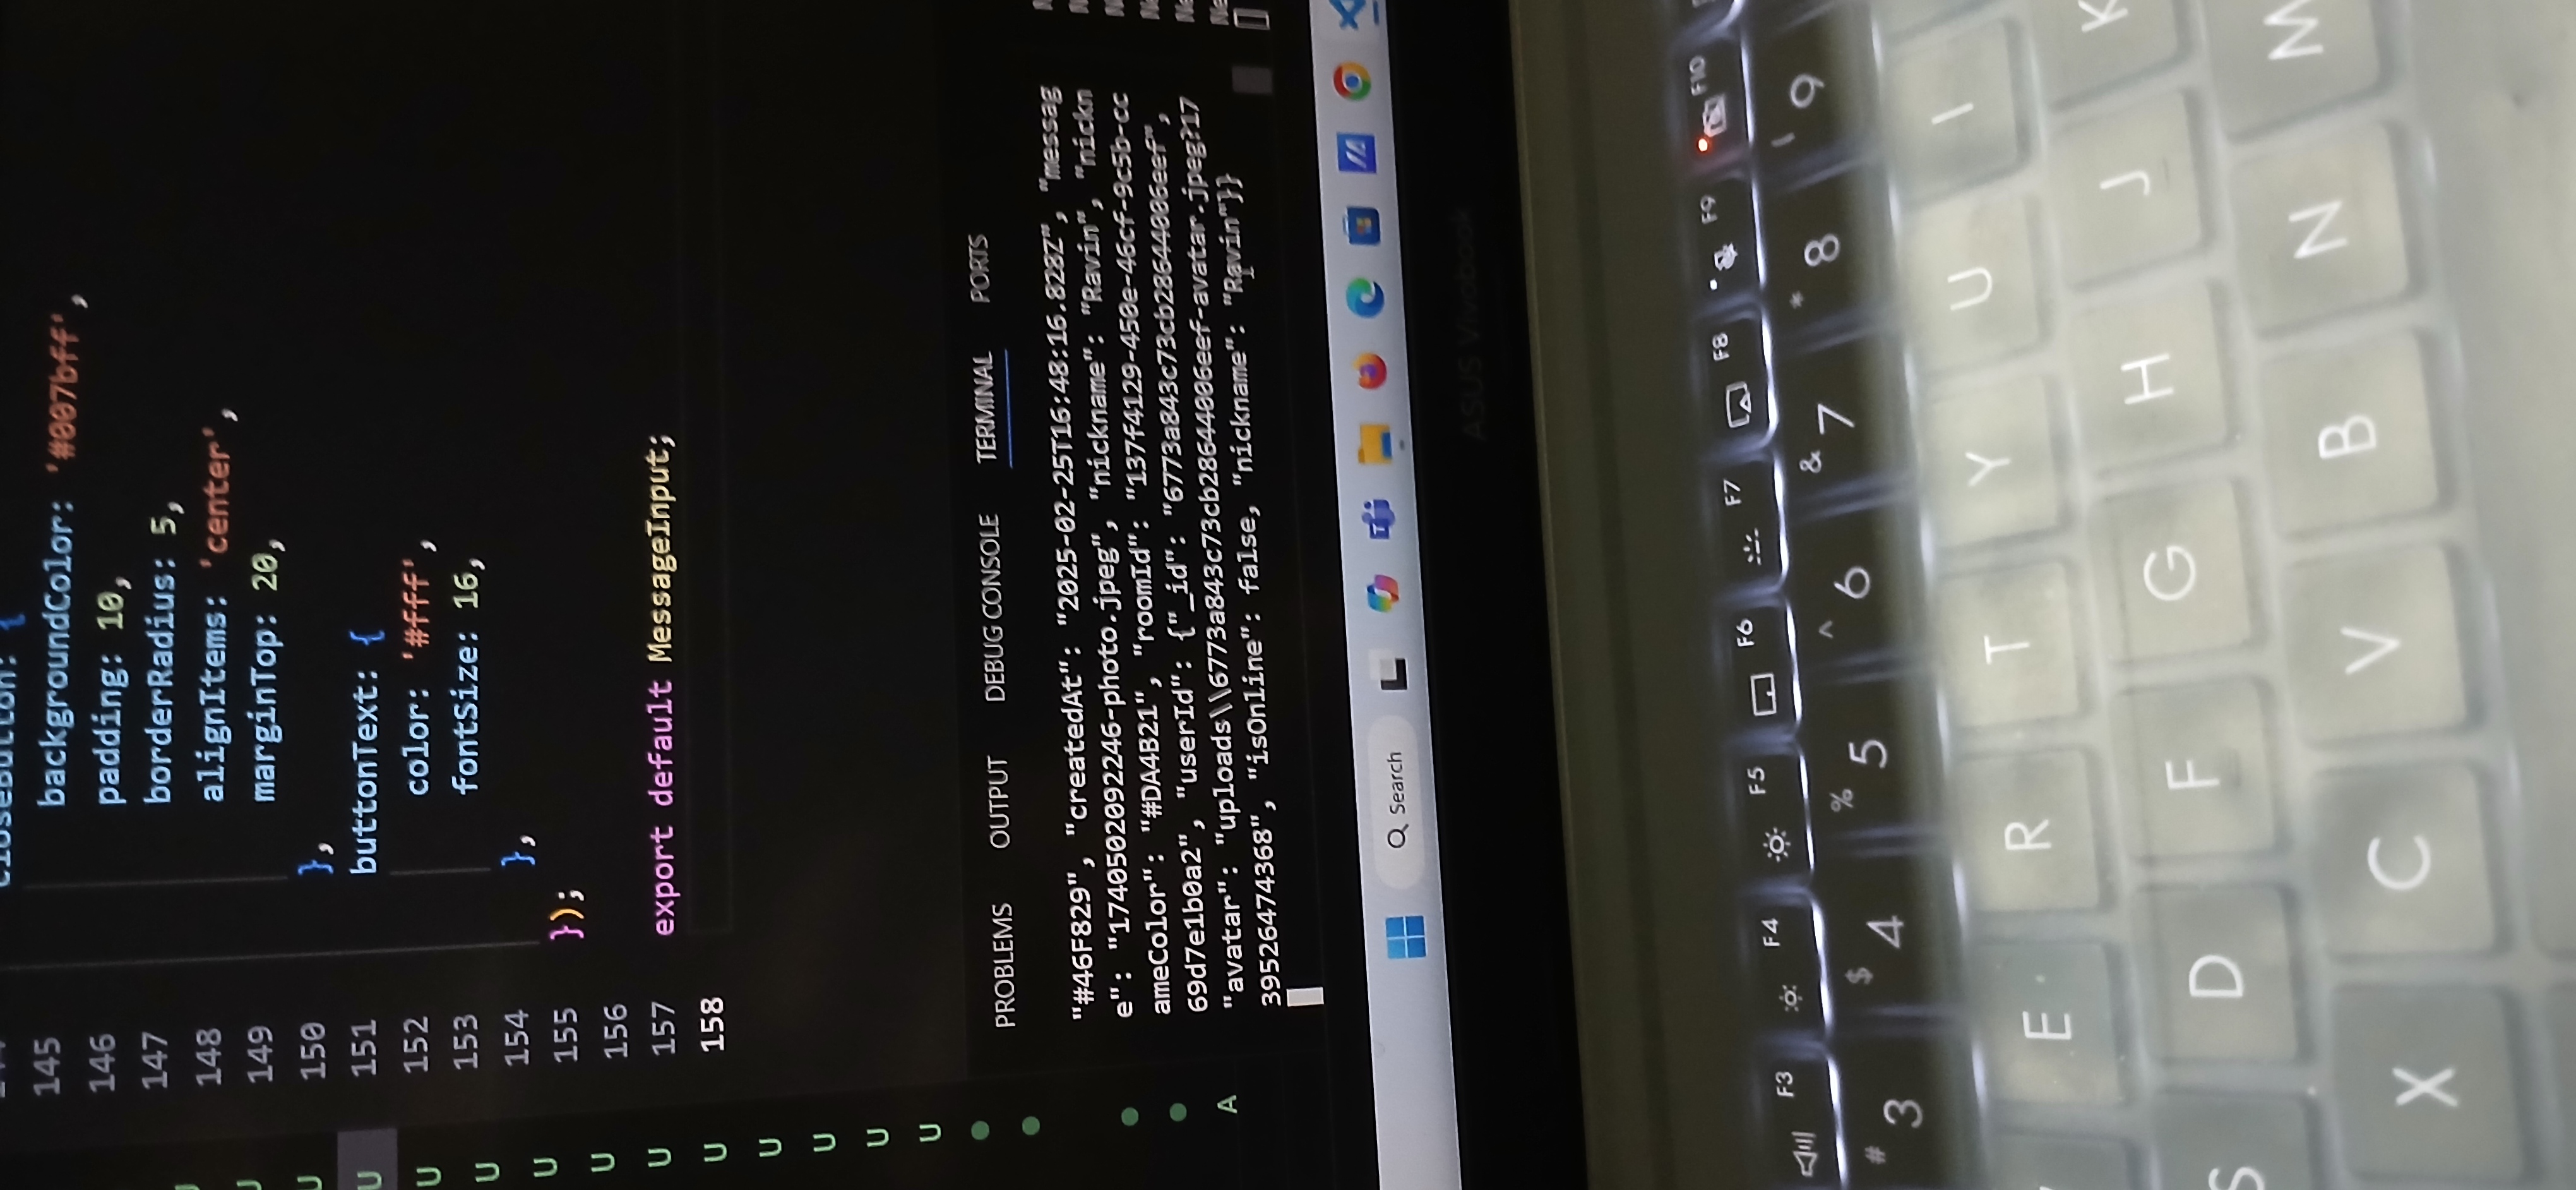 closeButton: {
145 backgroundColor: '#007bff',
146 padding: 10,
147 borderRadius: 5,
148 alignItems: 'center',
149 marginTop: 20,
150 },
151 buttonText: {
152 color: '#fff',
153 fontSize: 16,
154 },
155 });
156
157 export default MessageInput;
158
U
U
U
U
U
U
U
U
U
U
U
U
U
U
A
PROBLEMS OUTPUT DEBUG CONSOLE TERMINAL PORTS
"#46F829", "createdAt": "2025-02-25T16:48:16.828Z", "messag
e": "1740502092246-photo.jpeg", "nickname": "Ravin", "nickn
ameColor": "#DA4B21", "roomId": "137f4129-450e-46cf-9c5b-cc
69d7e1b0a2", "userId": {"_id": "6773a843c73cb28644006eef",
"avatar": "uploads\\6773a843c73cb28644006eef-avatar.jpeg?17
39526474368", "isOnline": false, "nickname": "Ravin"}}
Search
ASUS Vivobook
F3 F4 F5 F6 F7 F8 F9 F10
# 3 $ 4 % 5 ^ 6 & 7 * 8 ( 9
E R T Y U I
S D F G H J K
X C V B N M